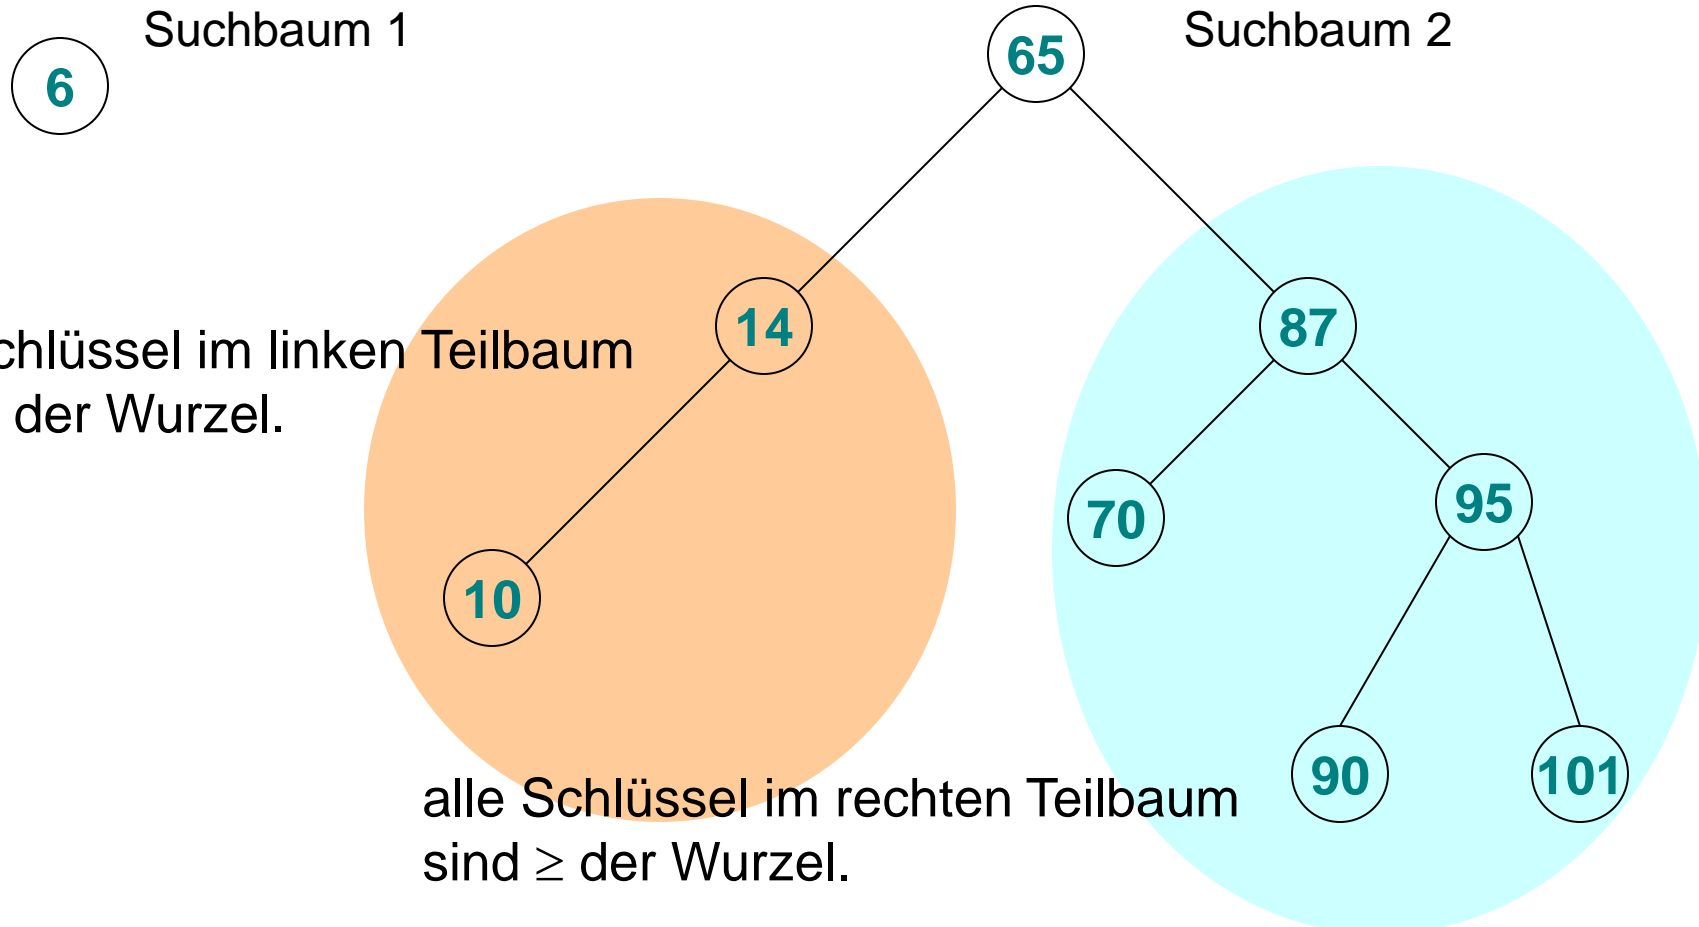 Suchbaum 1
Suchbaum 2
65
6
14
87
chlüssel im linken Teilbaum
der Wurzel.
95
70
10
90
101
alle Schlüssel im rechten Teilbaum
sind ≥ der Wurzel.